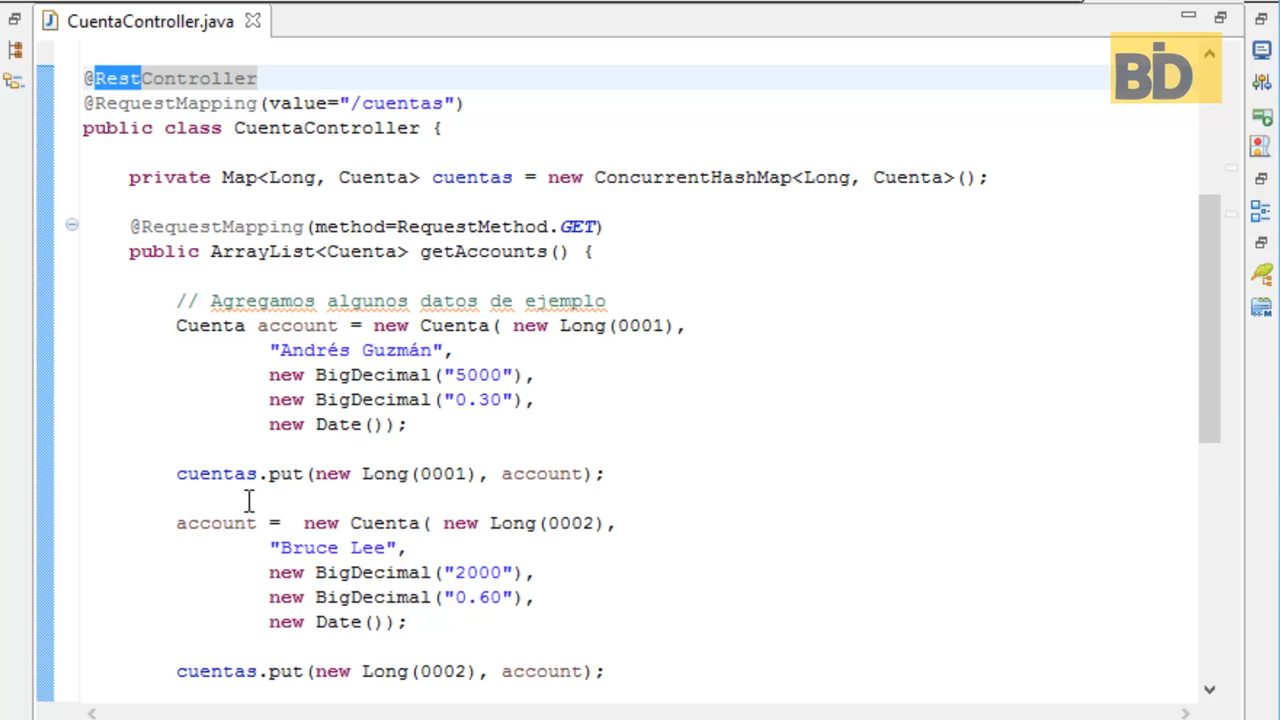 CuentaController.java
BID
@RestController
@RequestMapping(value="/cuentas")
public class CuentaController {
private Map<Long, Cuenta> cuentas = new ConcurrentHashMap<Long, Cuenta>();
@RequestMapping(method=RequestMethod.GET)
public ArrayList<Cuenta> getAccounts() {
// Agregamos algunos datos de ejemplo
Cuenta account = new Cuenta( new Long(0001),
"Andrés Guzmán",
new BigDecimal("5000"),
new BigDecimal("0.30"),
new Date());
cuentas.put(new Long(0001), account);
account =  new Cuenta( new Long(0002),
"Bruce Lee",
new BigDecimal("2000"),
new BigDecimal("0.60"),
new Date());
cuentas.put(new Long(0002), account);